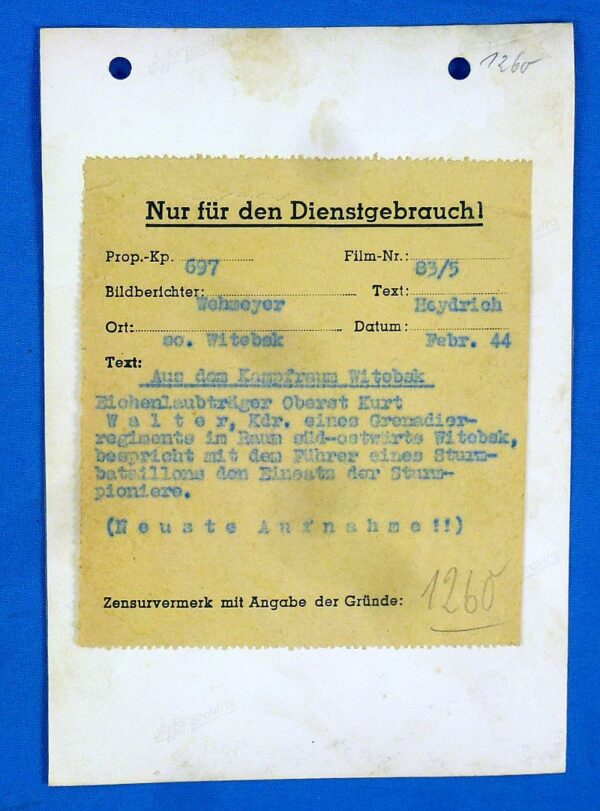 1260
Nur für den Dienstgebrauch!
Prop.-Kp. 697 Film-Nr.: 83/5
Bildberichter: Wehmeyer Text: Heydrich
Ort: so. Witebsk Datum: Febr. 44
Text:
Aus dem Kampfraum Witebsk
Eichenlaubträger Oberst Kurt
Walter, Kdr. eines Grenadier-
regiments im Raum süd-ostwärts Witebsk,
bespricht mit dem Führer eines Sturm-
bataillons den Einsatz der Sturm-
pioniere.
(Neuste Aufnahme!!)
Zensurvermerk mit Angabe der Gründe: 1260